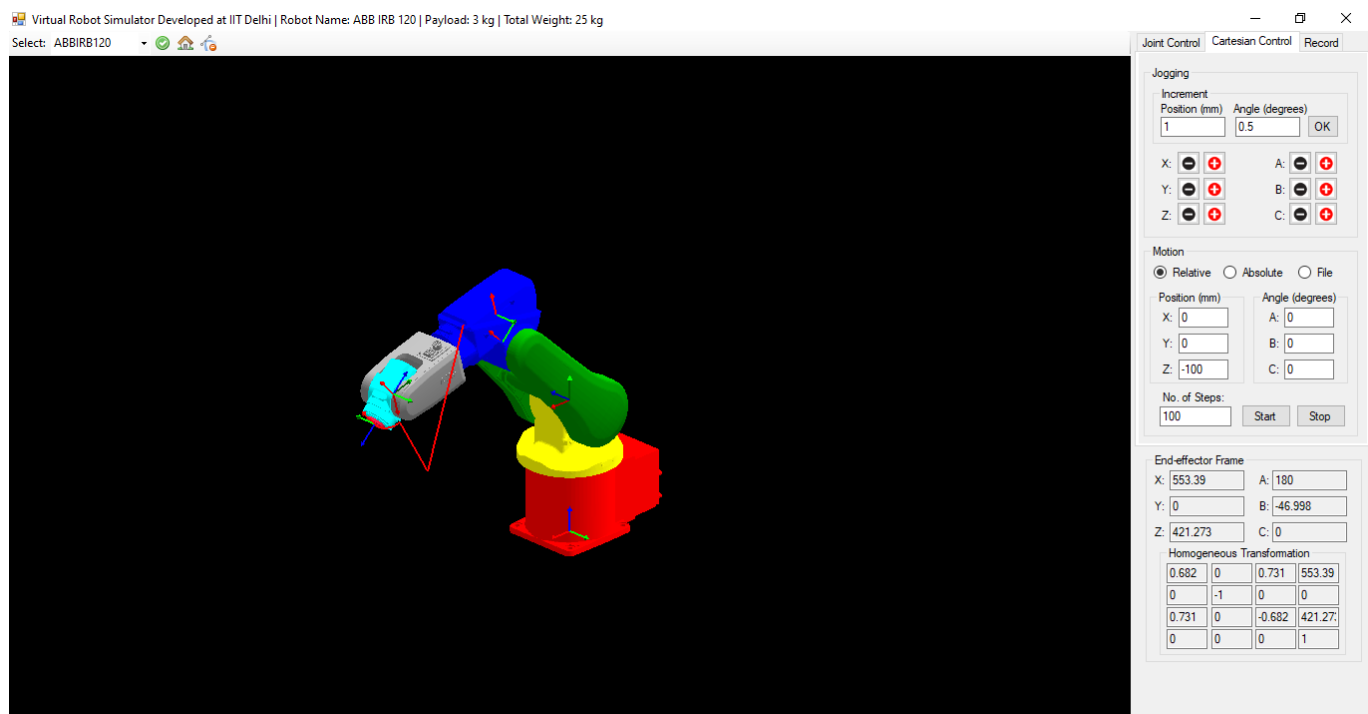 Virtual Robot Simulator Developed at IIT Delhi | Robot Name: ABB IRB 120 | Payload: 3 kg | Total Weight: 25 kg
Select: ABBIRB120
Joint Control Cartesian Control Record
Jogging
Increment
Position (mm) Angle (degrees)
1 0.5 OK
X: A:
Y: B:
Z: C:
Motion
Relative Absolute File
Position (mm) Angle (degrees)
X: 0 A: 0
Y: 0 B: 0
Z: -100 C: 0
No. of Steps:
100 Start Stop
End-effector Frame
X: 553.39 A: 180
Y: 0 B: -46.998
Z: 421.273 C: 0
Homogeneous Transformation
0.682 0 0.731 553.39
0 -1 0 0
0.731 0 -0.682 421.27
0 0 0 1